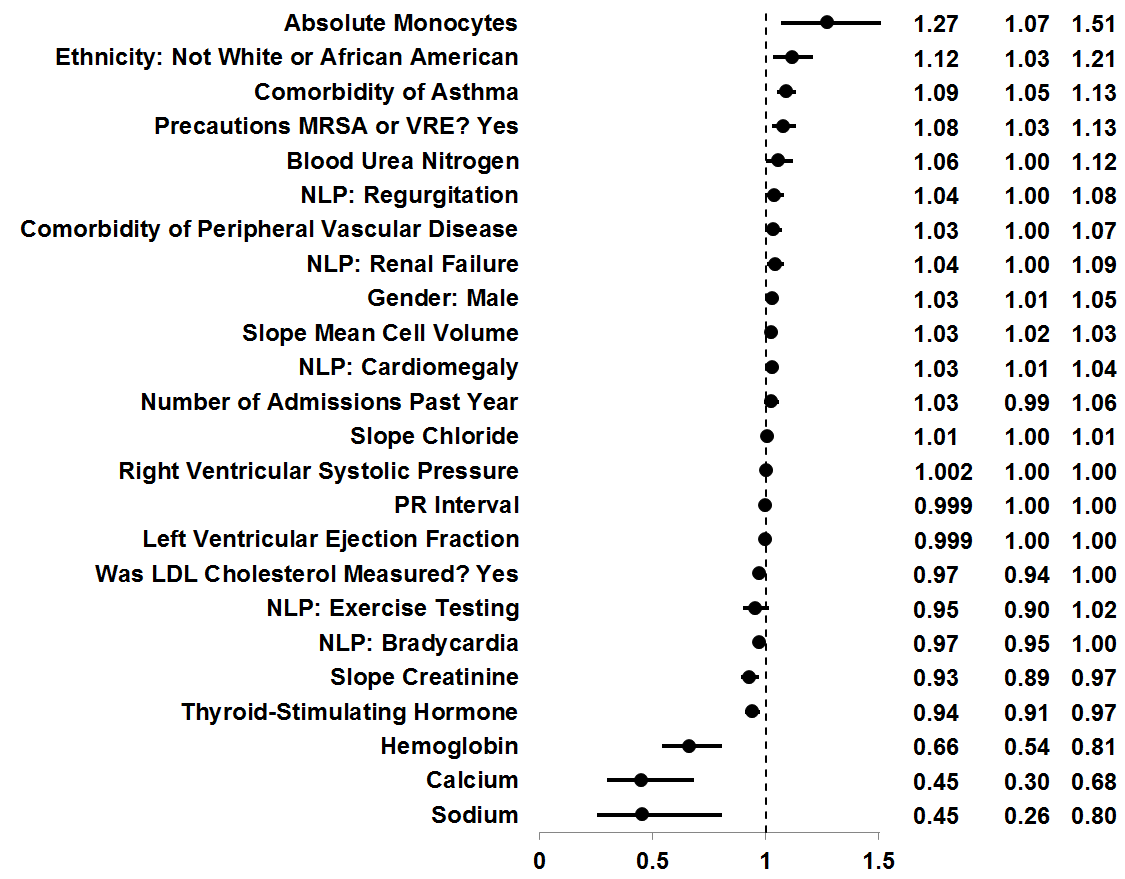 Absolute Monocytes 1.27 1.07 1.51
Ethnicity: Not White or African American 1.12 1.03 1.21
Comorbidity of Asthma 1.09 1.05 1.13
Precautions MRSA or VRE? Yes 1.08 1.03 1.13
Blood Urea Nitrogen 1.06 1.00 1.12
NLP: Regurgitation 1.04 1.00 1.08
Comorbidity of Peripheral Vascular Disease 1.03 1.00 1.07
NLP: Renal Failure 1.04 1.00 1.09
Gender: Male 1.03 1.01 1.05
Slope Mean Cell Volume 1.03 1.02 1.03
NLP: Cardiomegaly 1.03 1.01 1.04
Number of Admissions Past Year 1.03 0.99 1.06
Slope Chloride 1.01 1.00 1.01
Right Ventricular Systolic Pressure 1.002 1.00 1.00
PR Interval 0.999 1.00 1.00
Left Ventricular Ejection Fraction 0.999 1.00 1.00
Was LDL Cholesterol Measured? Yes 0.97 0.94 1.00
NLP: Exercise Testing 0.95 0.90 1.02
NLP: Bradycardia 0.97 0.95 1.00
Slope Creatinine 0.93 0.89 0.97
Thyroid-Stimulating Hormone 0.94 0.91 0.97
Hemoglobin 0.66 0.54 0.81
Calcium 0.45 0.30 0.68
Sodium 0.45 0.26 0.80
0 0.5 1 1.5